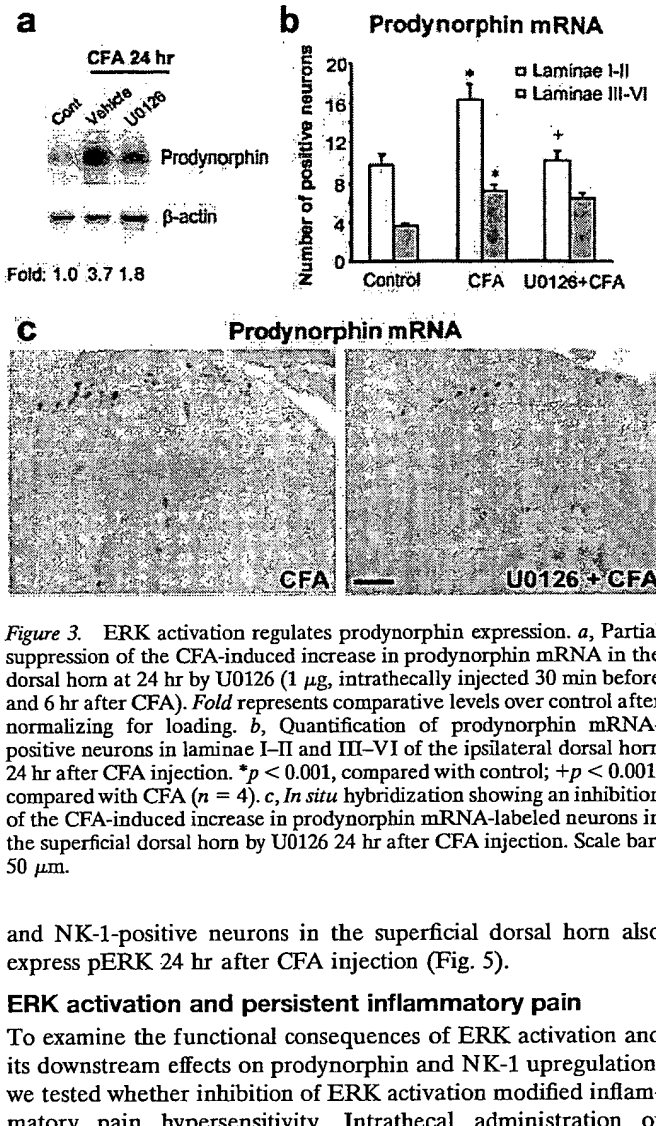 a
CFA 24 hr
Cont Vehicle U0126
Prodynorphin
β-actin
Fold: 1.0 3.7 1.8
b
Prodynorphin mRNA
Number of positive neurons
20
16
12
8
4
0
* * +
Laminae I-II
Laminae III-VI
Control CFA U0126+CFA
c
Prodynorphin mRNA
CFA
U0126 + CFA
Figure 3. ERK activation regulates prodynorphin expression. a, Partial
suppression of the CFA-induced increase in prodynorphin mRNA in the
dorsal horn at 24 hr by U0126 (1 μg, intrathecally injected 30 min before
and 6 hr after CFA). Fold represents comparative levels over control after
normalizing for loading. b, Quantification of prodynorphin mRNA-
positive neurons in laminae I–II and III–VI of the ipsilateral dorsal horn
24 hr after CFA injection. *p < 0.001, compared with control; +p < 0.001
compared with CFA (n = 4). c, In situ hybridization showing an inhibition
of the CFA-induced increase in prodynorphin mRNA-labeled neurons in
the superficial dorsal horn by U0126 24 hr after CFA injection. Scale bar
50 μm.
and NK-1-positive neurons in the superficial dorsal horn also
express pERK 24 hr after CFA injection (Fig. 5).
ERK activation and persistent inflammatory pain
To examine the functional consequences of ERK activation and
its downstream effects on prodynorphin and NK-1 upregulation
we tested whether inhibition of ERK activation modified inflam-
matory pain hypersensitivity. Intrathecal administration of